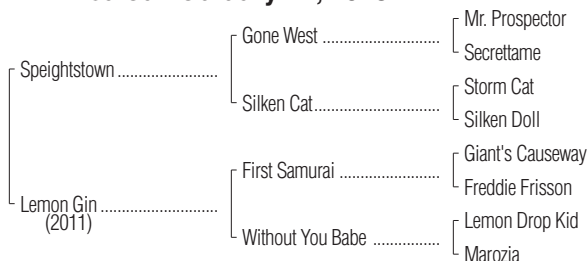 Mr. Prospector
Gone West
Secrettame
Speightstown
Storm Cat
Silken Cat
Silken Doll
Giant's Causeway
First Samurai
Freddie Frisson
Lemon Gin
(2011)
Lemon Drop Kid
Without You Babe
Marozia